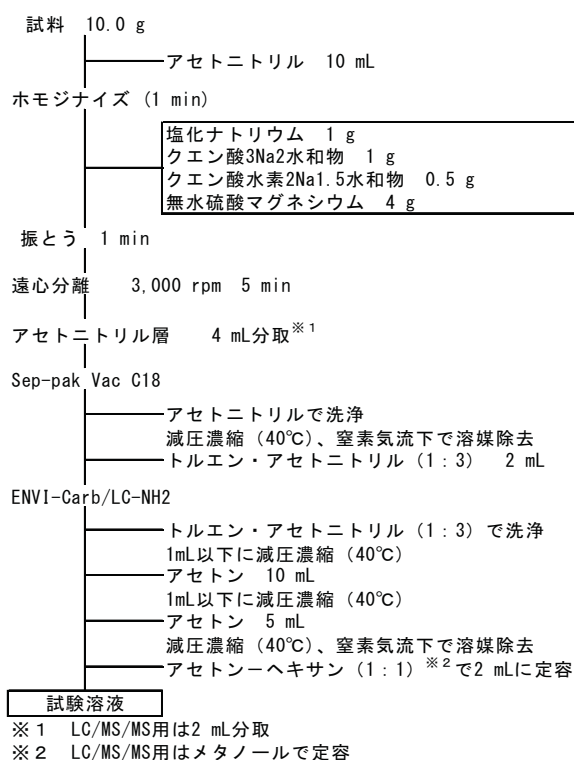 試料 10.0 g
アセトニトリル 10 mL
ホモジナイズ (1 min)
塩化ナトリウム 1 g
クエン酸3Na2水和物 1 g
クエン酸水素2Na1.5水和物 0.5 g
無水硫酸マグネシウム 4 g
振とう 1 min
遠心分離 3,000 rpm 5 min
アセトニトリル層 4 mL分取※1
Sep-pak Vac C18
アセトニトリルで洗浄
減圧濃縮 (40℃)、窒素気流下で溶媒除去
トルエン・アセトニトリル (1：3) 2 mL
ENVI-Carb/LC-NH2
トルエン・アセトニトリル (1：3) で洗浄
1mL以下に減圧濃縮 (40℃)
アセトン 10 mL
1mL以下に減圧濃縮 (40℃)
アセトン 5 mL
減圧濃縮 (40℃)、窒素気流下で溶媒除去
アセトン－ヘキサン (1：1) ※2で2 mLに定容
試験溶液
※1 LC/MS/MS用は2 mL分取
※2 LC/MS/MS用はメタノールで定容